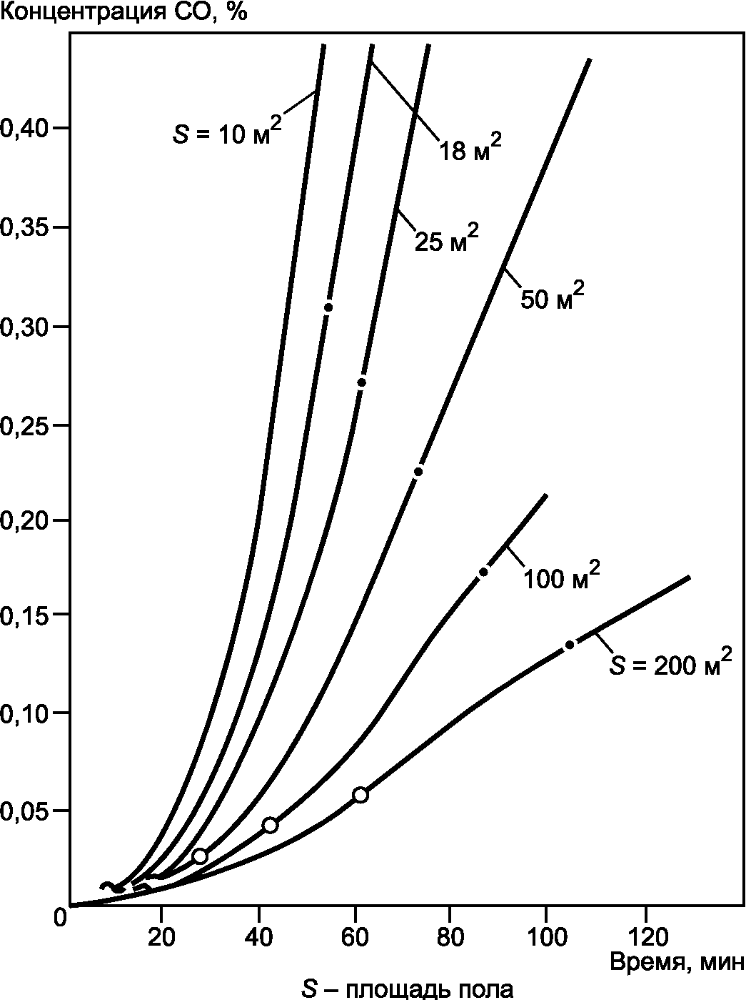 Концентрация СО, %
S = 10 м²
0,40
18 м²
0,35
25 м²
50 м²
0,30
0,25
0,20
100 м²
0,15
S = 200 м²
0,10
0,05
0
20 40 60 80 100 120
Время, мин
S – площадь пола